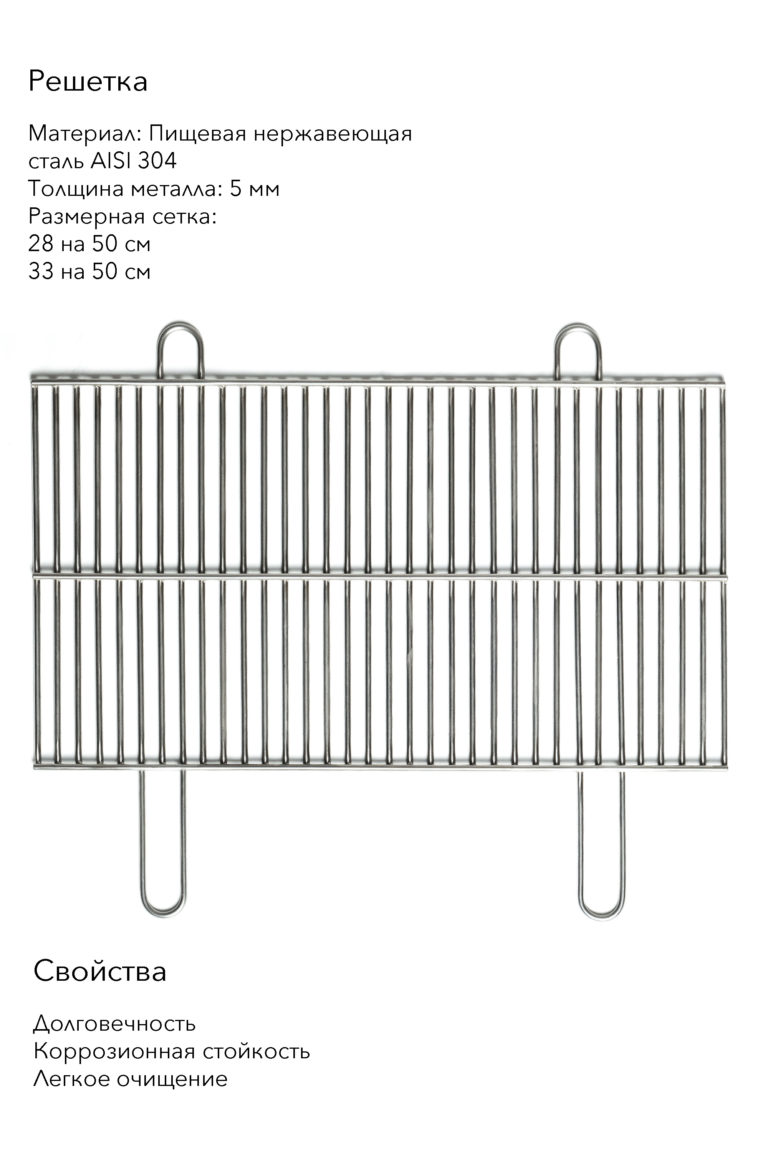 Решетка
Материал: Пищевая нержавеющая
сталь AISI 304
Толщина металла: 5 мм
Размерная сетка:
28 на 50 см
33 на 50 см
Свойства
Долговечность
Коррозионная стойкость
Легкое очищение